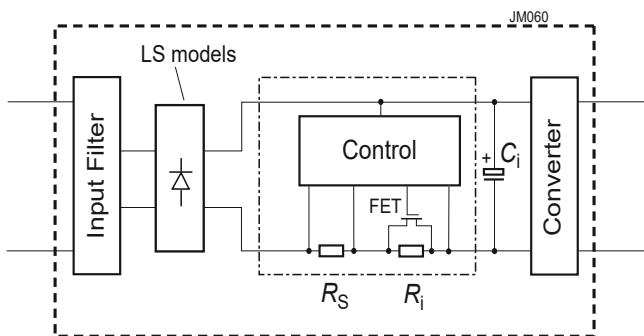 JM060
LS models
Input Filter
Control
FET
+
Ci
Converter
RS
Ri